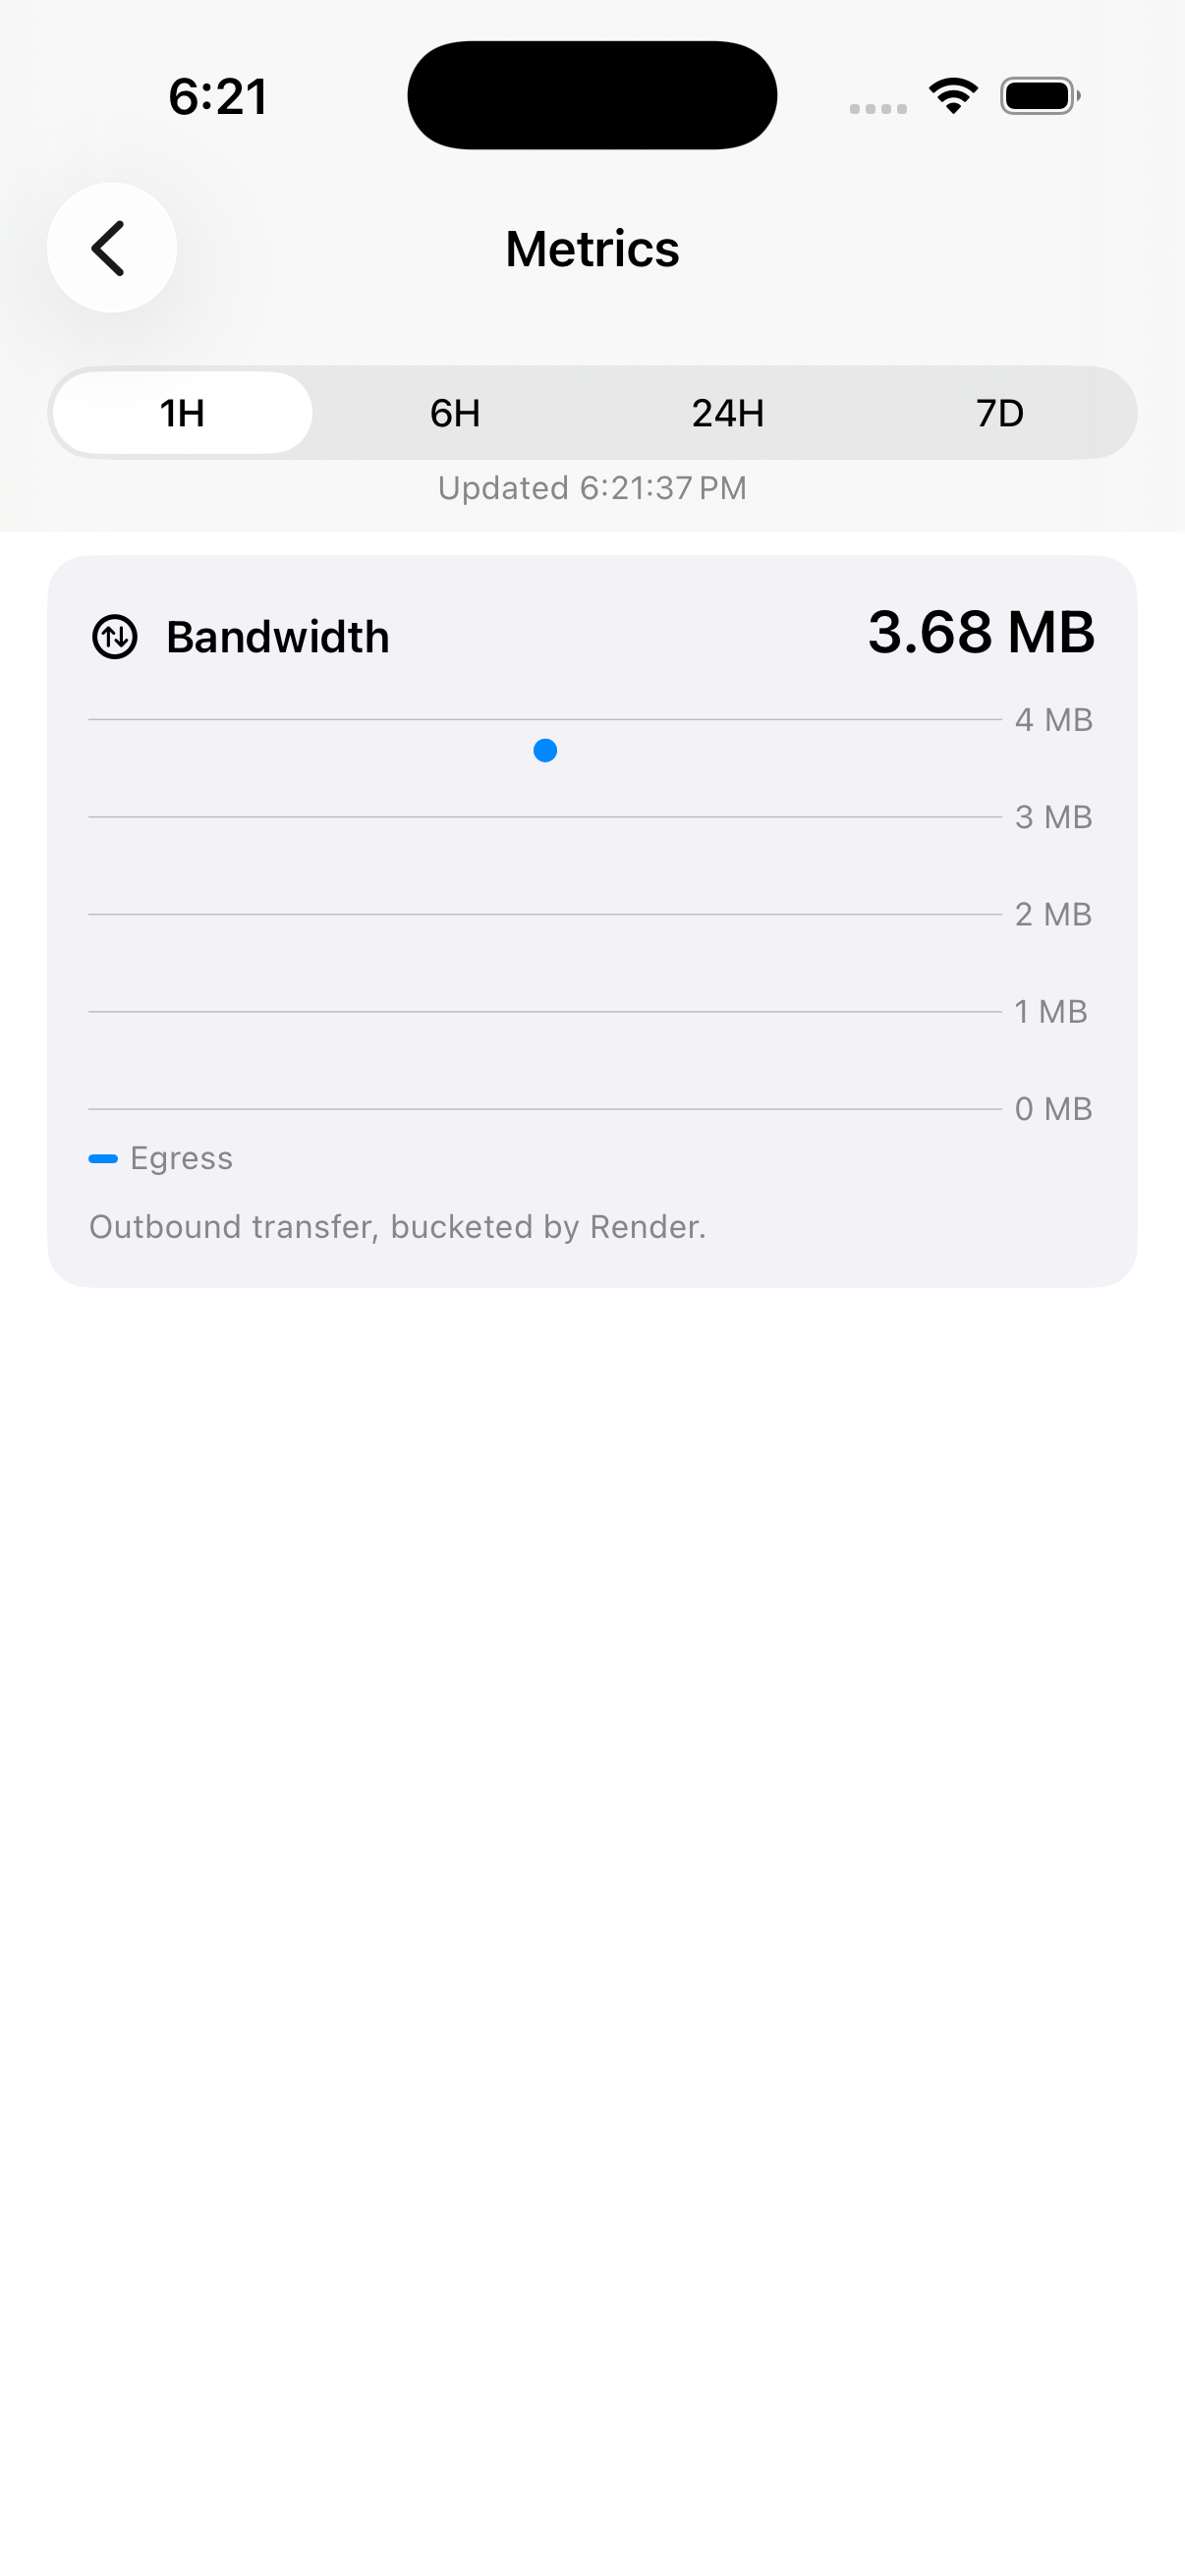 6:21
Metrics
1H 6H 24H 7D
Updated 6:21:37 PM
Bandwidth 3.68 MB
4 MB
3 MB
2 MB
1 MB
0 MB
Egress
Outbound transfer, bucketed by Render.